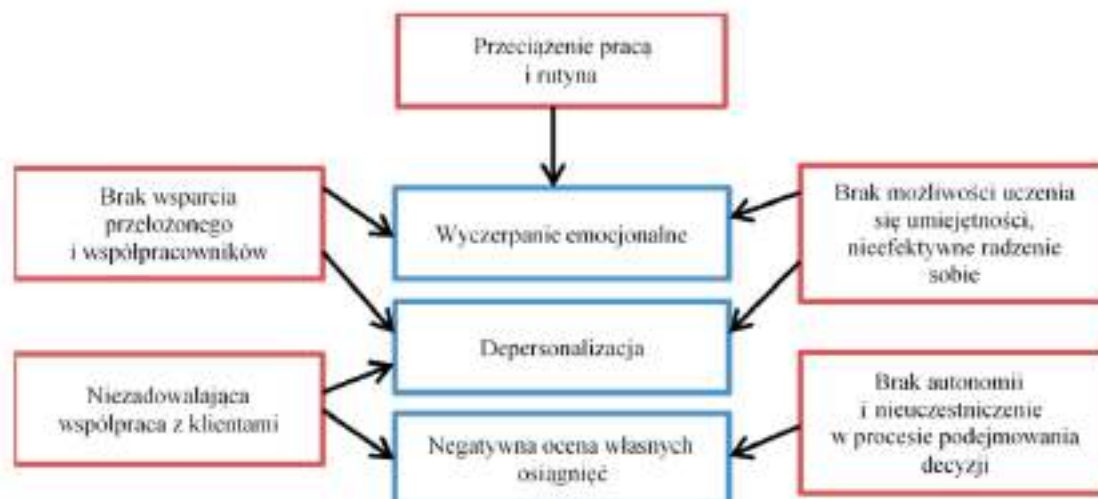 Przeciążenie pracą
i rutyna
Brak wsparcia
przełożonego
i współpracowników
Wyczerpanie emocjonalne
Brak możliwości uczenia
się umiejętności,
nieefektywne radzenie
sobie
Depersonalizacja
Niezadowalająca
współpraca z klientami
Negatywna ocena własnych
osiągnięć
Brak autonomii
i nieuczestniczenie
w procesie podejmowania
decyzji